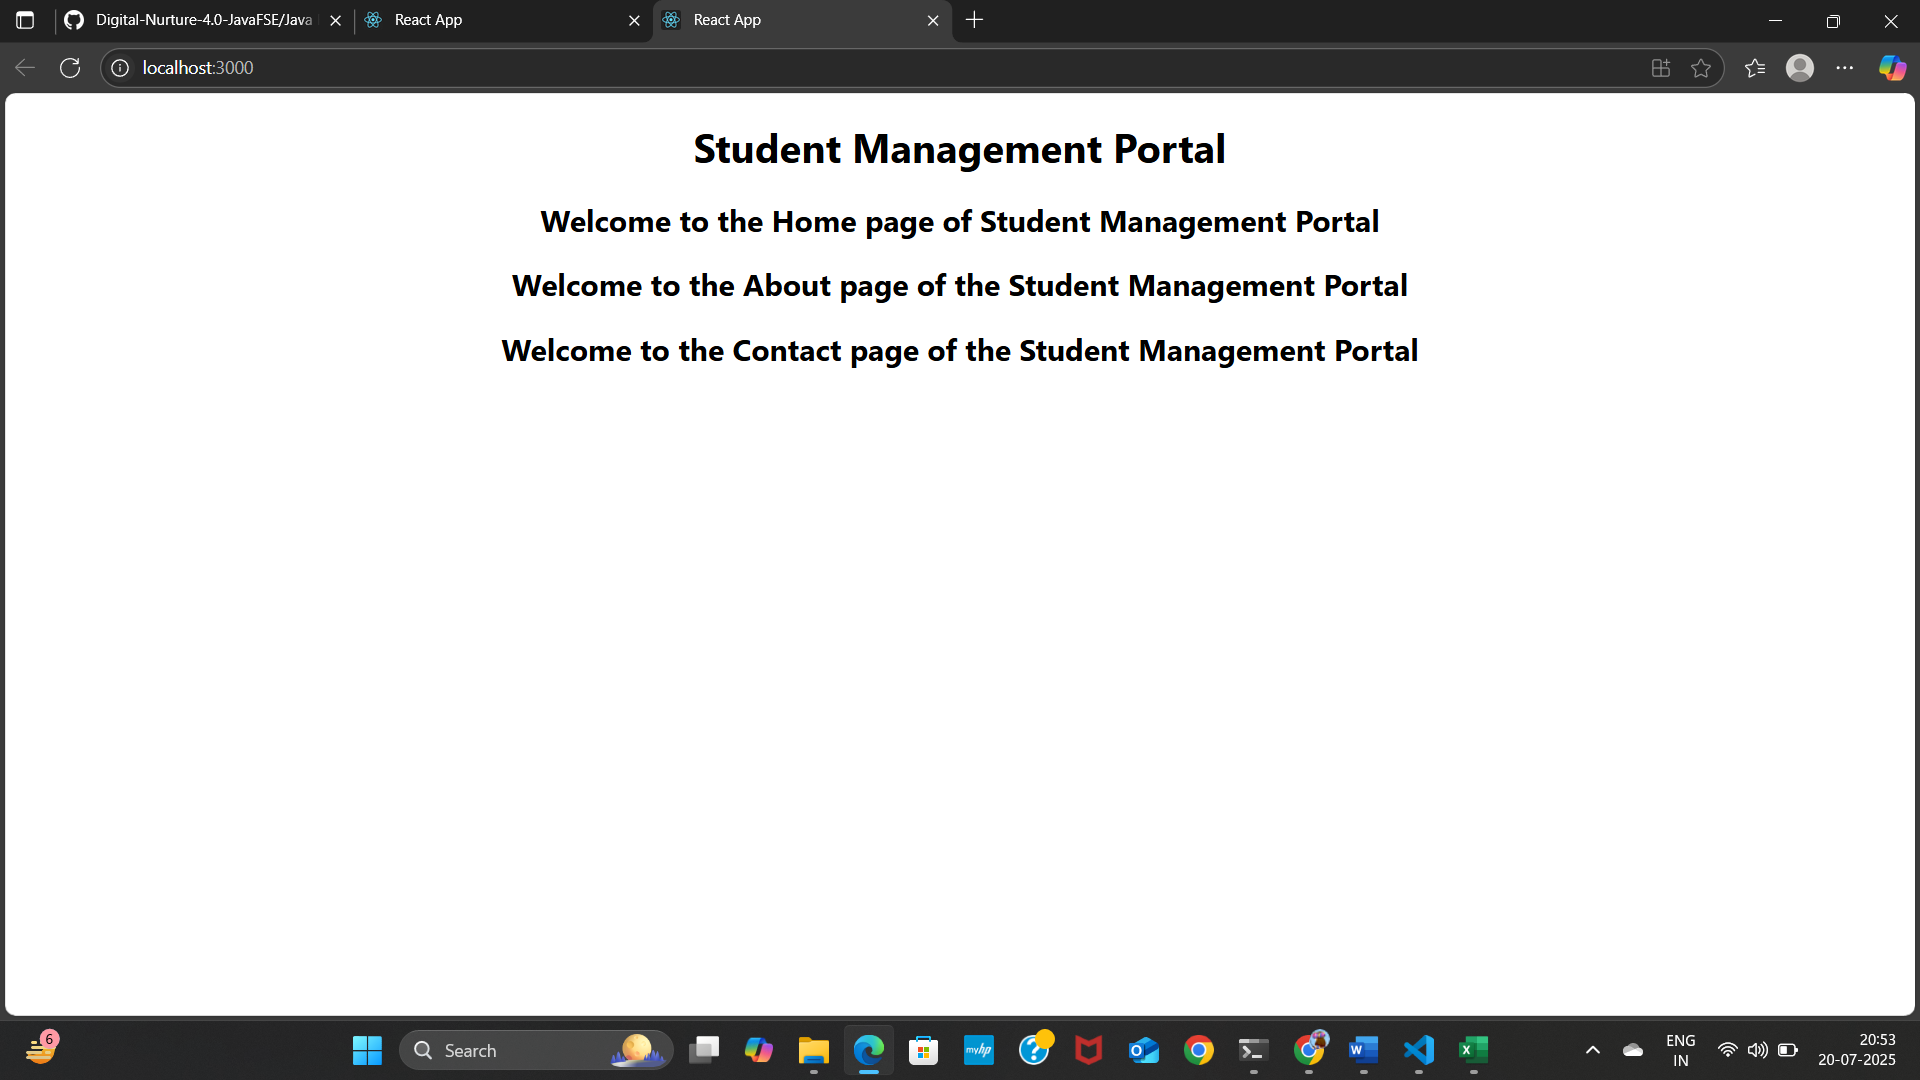 Digital-Nurture-4.0-JavaFSE/Java
React App
React App
localhost:3000
Student Management Portal
Welcome to the Home page of Student Management Portal
Welcome to the About page of the Student Management Portal
Welcome to the Contact page of the Student Management Portal
6
Search
myhp
ENG
IN
20:53
20-07-2025